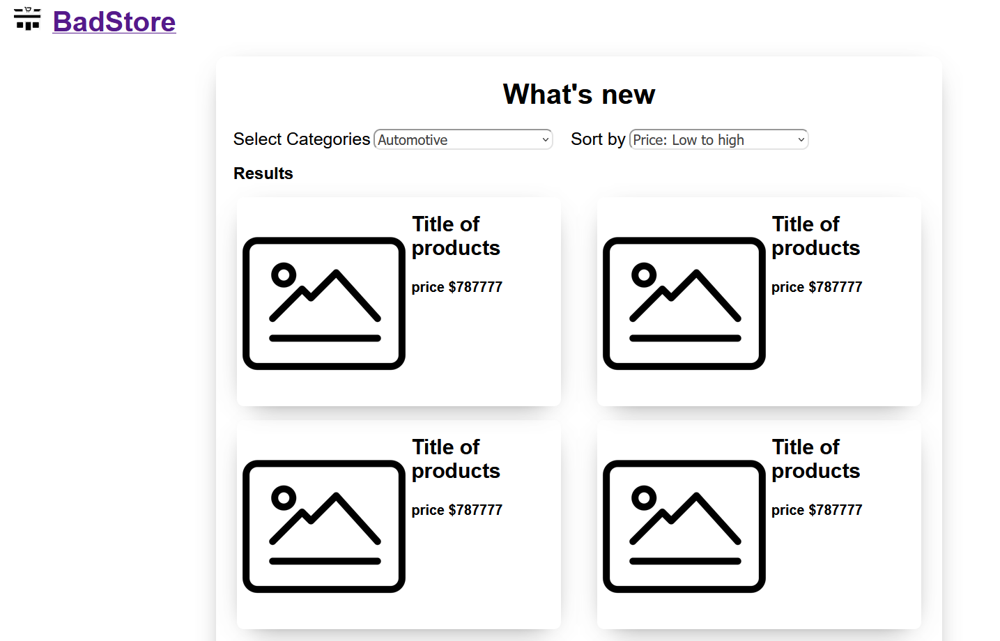 BadStore
What's new
Select Categories Automotive Sort by Price: Low to high
Results
Title of
products
price $787777
Title of
products
price $787777
Title of
products
price $787777
Title of
products
price $787777